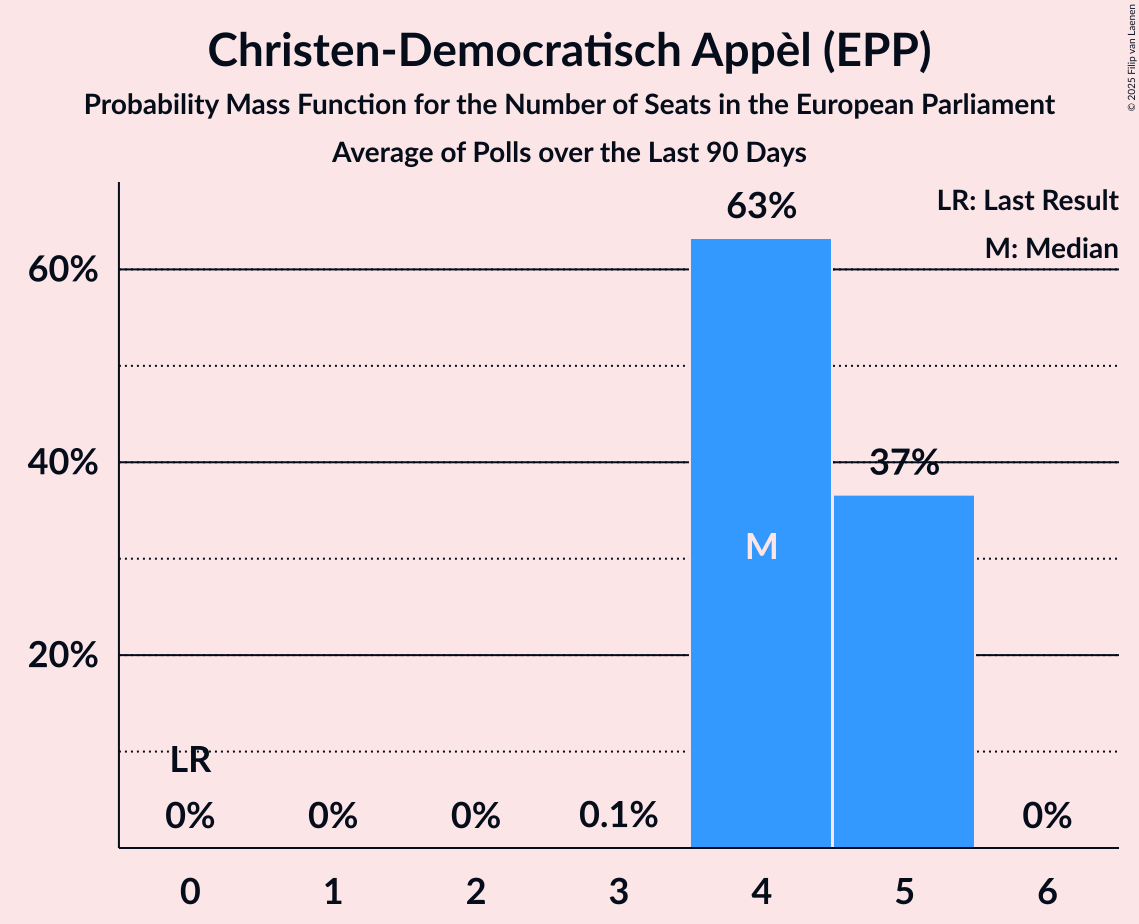 Christen-Democratisch Appèl (EPP)
Probability Mass Function for the Number of Seats in the European Parliament
Average of Polls over the Last 90 Days
© 2025 Filip van Laenen
LR: Last Result
M: Median
63%
60%
40%
37%
M
20%
LR
0% 0% 0% 0.1% 0%
0 1 2 3 4 5 6